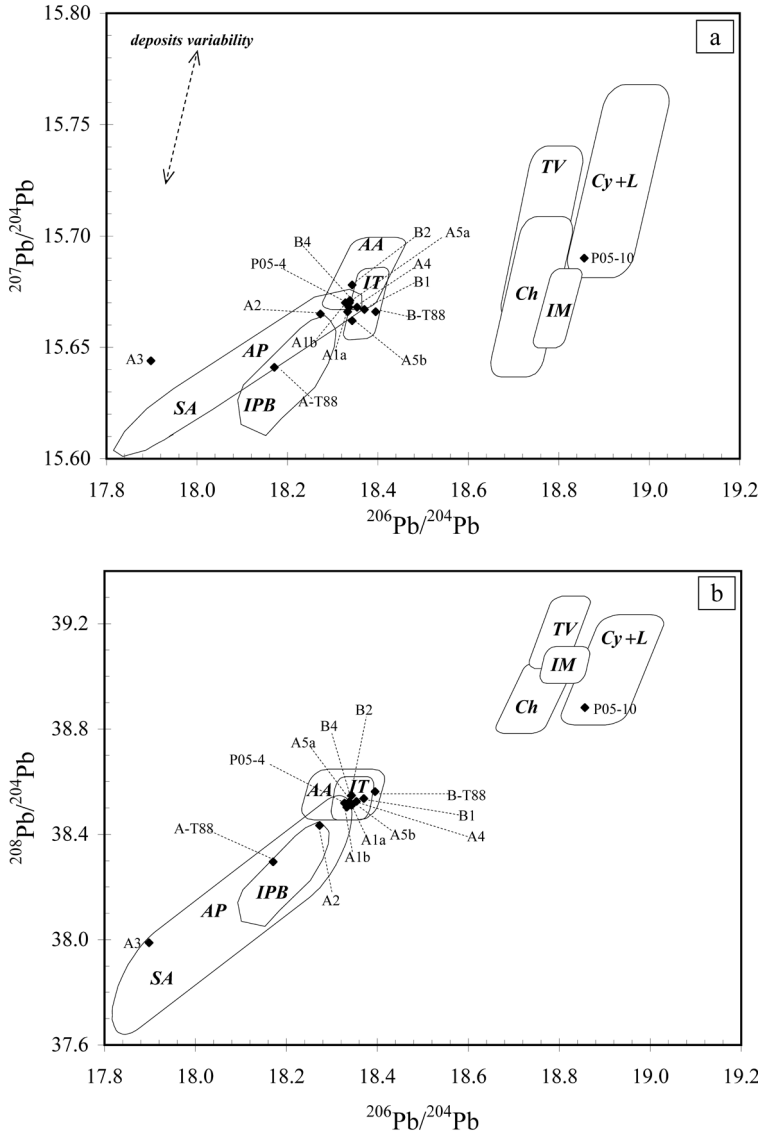 15.80
deposits variability
a
15.75
TV
Cy+L
15.70
B2
A5a
B4
AA
A4
P05-10
P05-4
IT
B1
Ch
IM
A2
B-T88
A1b
A1a
A5b
15.65
A3
AP
SA
IPB
A-T88
15.60
17.8 18.0 18.2 18.4 18.6 18.8 19.0 19.2
207Pb/204Pb
206Pb/204Pb
b
39.2
TV
Cy+L
IM
Ch
P05-10
38.8
B2
B4
A5a
P05-4
AA
IT
B-T88
B1
A4
38.4
A-T88
A5b
A1a
A1b
IPB
A2
AP
38.0
A3
SA
37.6
17.8 18.0 18.2 18.4 18.6 18.8 19.0 19.2
208Pb/204Pb
206Pb/204Pb